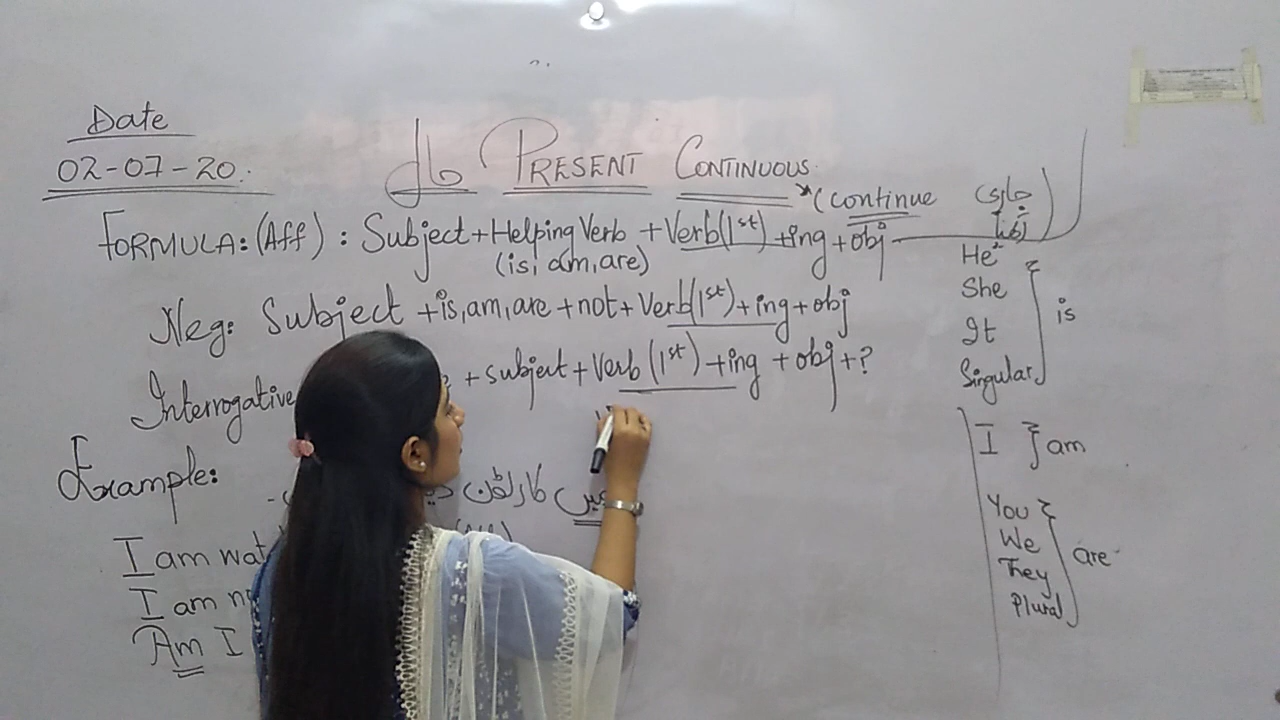 Date
02-07-20.
حال PRESENT CONTINUOUS.
*(continue جاری)
FORMULA: (Aff) : Subject + Helping Verb + Verb(1st) + ing + obj
(is, am, are)
Neg: Subject + is, am, are + not + Verb(1st) + ing + obj
Interrogative + subject + Verb (1st) + ing + obj + ?
Example:
میں کارٹون
I am wat
I am n
Am I
He
She
It
Singular
is
I } am
You
We
They
Plural
are